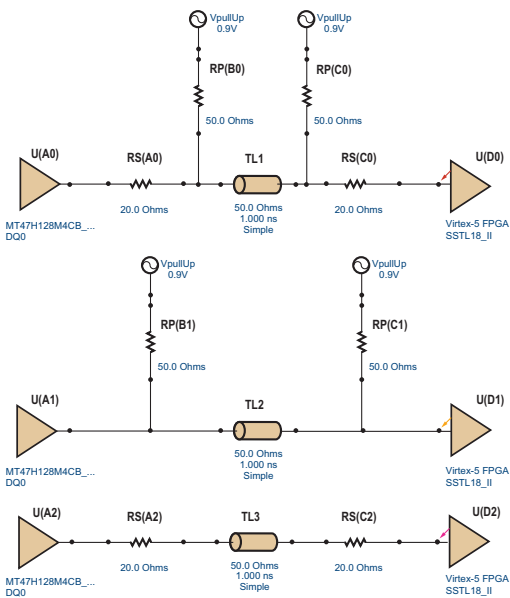 VpullUp
0.9V
VpullUp
0.9V
RP(B0)
RP(C0)
50.0 Ohms
50.0 Ohms
U(A0)
RS(A0)
TL1
RS(C0)
U(D0)
20.0 Ohms
50.0 Ohms
1.000 ns
Simple
20.0 Ohms
MT47H128M4CB_...
DQ0
Virtex-5 FPGA
SSTL18_II
VpullUp
0.9V
VpullUp
0.9V
RP(B1)
RP(C1)
50.0 Ohms
50.0 Ohms
U(A1)
TL2
U(D1)
50.0 Ohms
1.000 ns
Simple
MT47H128M4CB_...
DQ0
Virtex-5 FPGA
SSTL18_II
U(A2)
RS(A2)
TL3
RS(C2)
U(D2)
20.0 Ohms
50.0 Ohms
1.000 ns
Simple
20.0 Ohms
MT47H128M4CB_...
DQ0
Virtex-5 FPGA
SSTL18_II